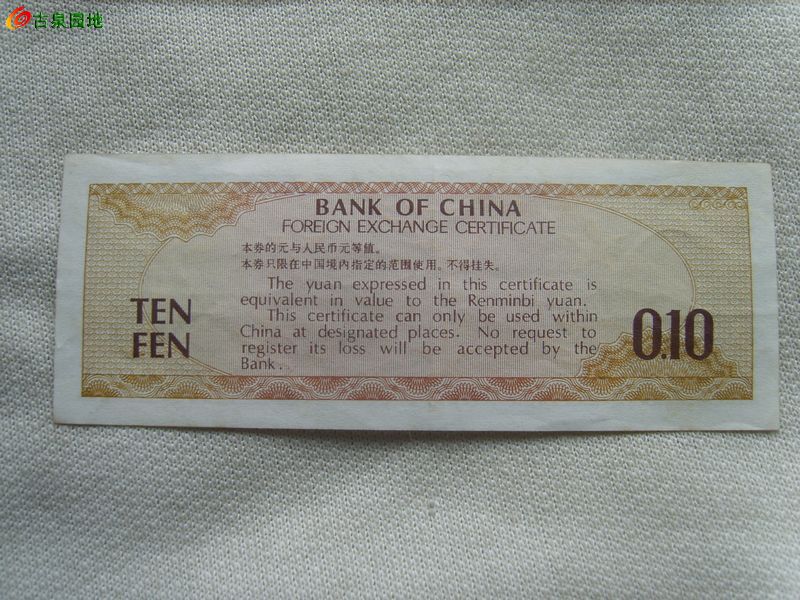 古泉园地
BANK OF CHINA
FOREIGN EXCHANGE CERTIFICATE
本券的元与人民币元等值。
本券只限在中国境内指定的范围使用。不得挂失。
The yuan expressed in this certificate is
equivalent in value to the Renminbi yuan.
This certificate can only be used within
China at designated places. No request to
register its loss will be accepted by the
Bank.
TEN
FEN
0.10